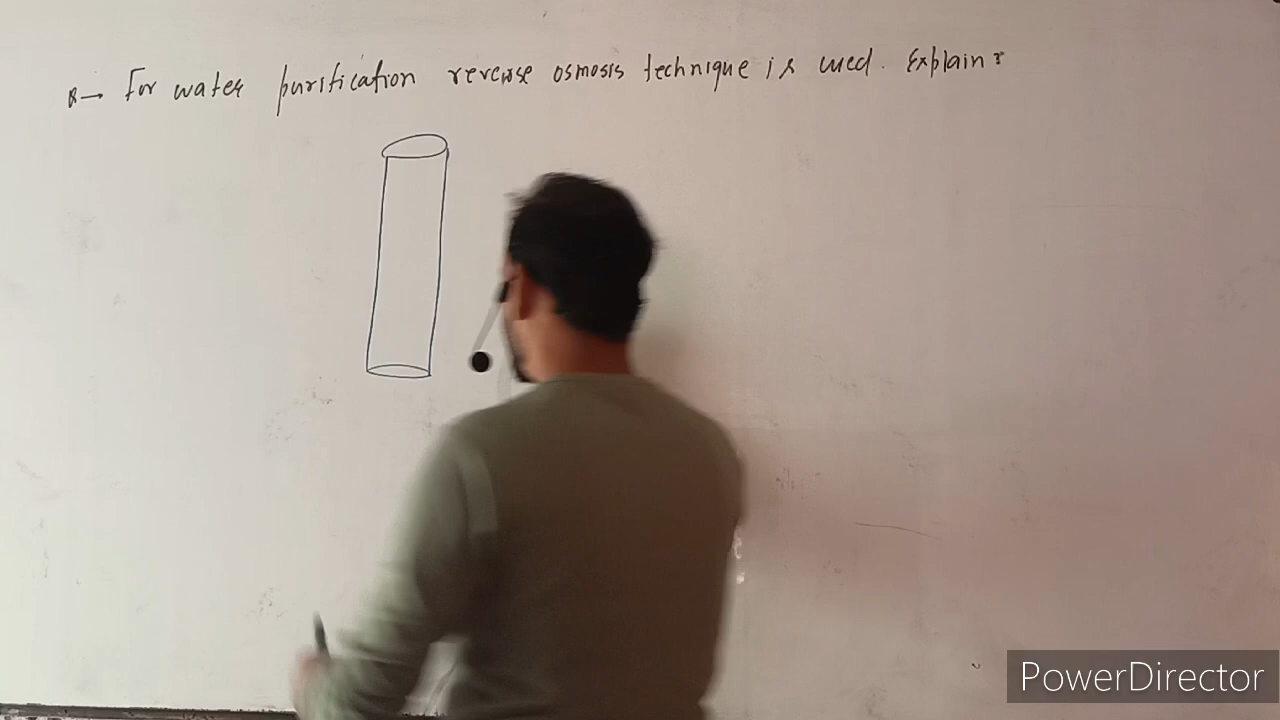 Q→ For water purification reverse osmosis technique is used. Explain?
PowerDirector